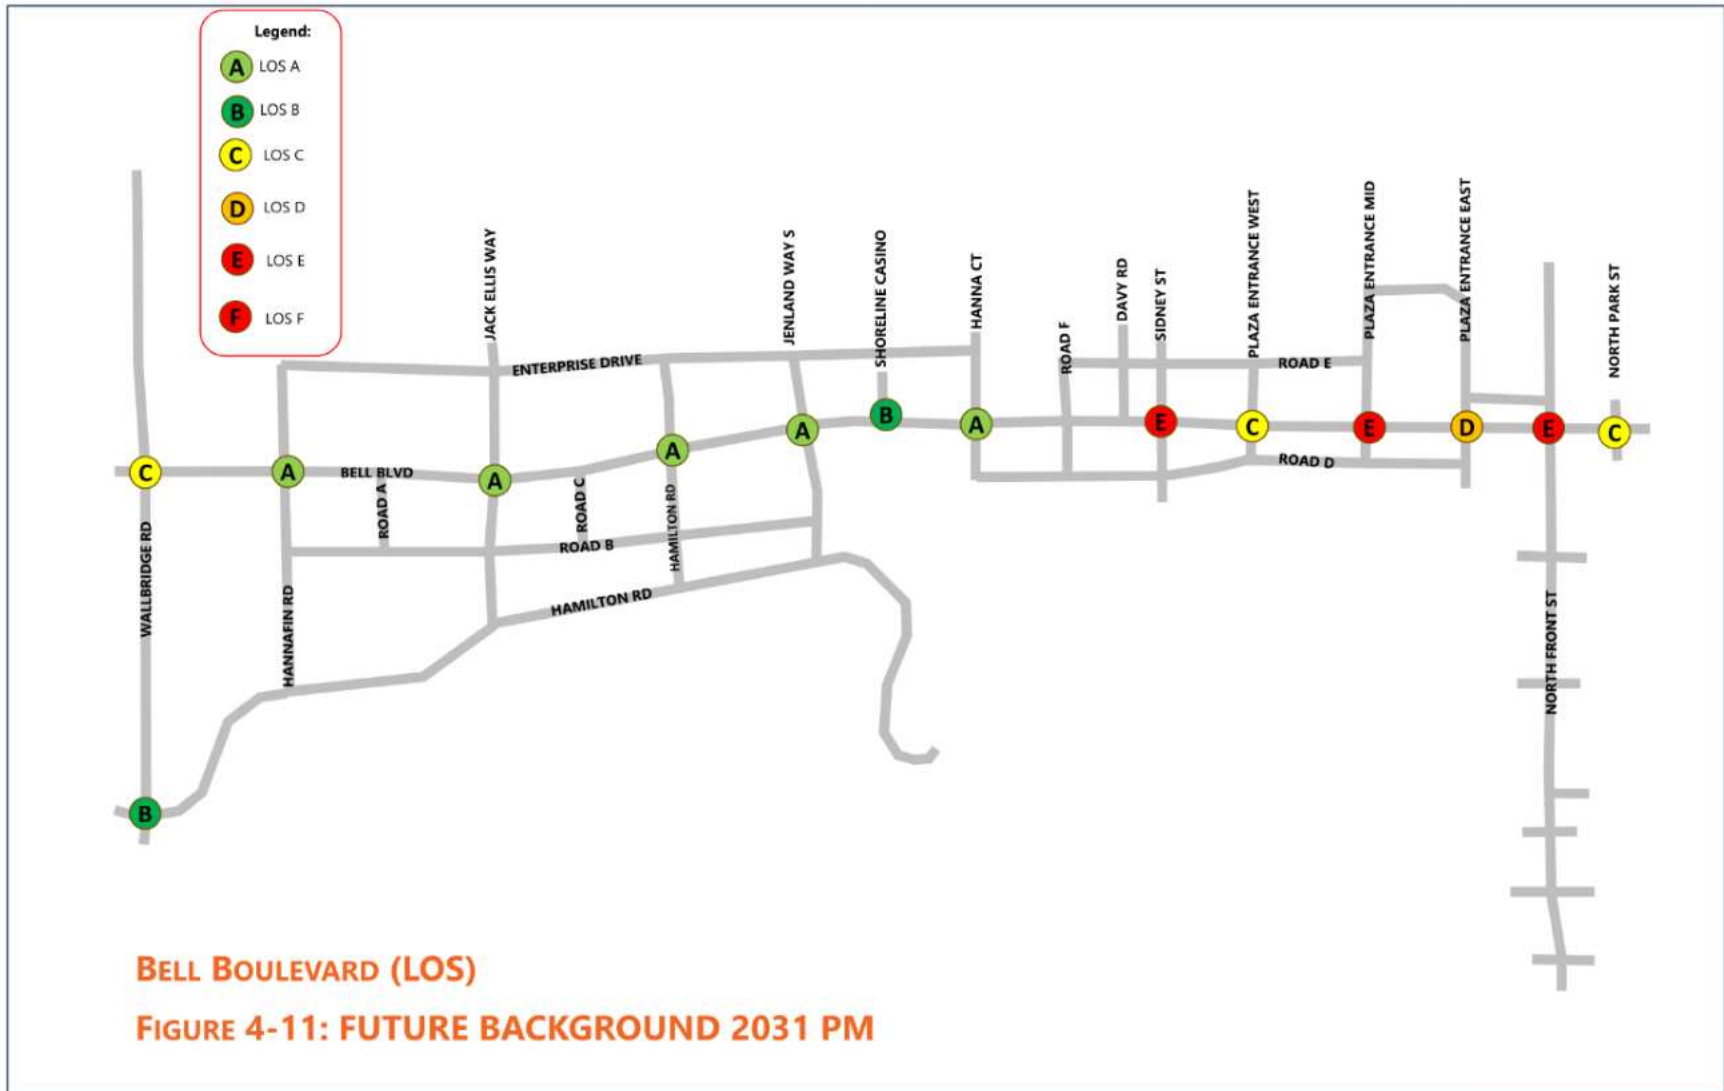 Legend:
A LOS A
B LOS B
C LOS C
D LOS D
E LOS E
F LOS F
JACK ELLIS WAY
JENLAND WAY S
SHORELINE CASINO
HANNA CT
ROAD F
DAVY RD
SIDNEY ST
PLAZA ENTRANCE WEST
PLAZA ENTRANCE MID
PLAZA ENTRANCE EAST
NORTH PARK ST
ENTERPRISE DRIVE
ROAD E
C
A
BELL BLVD
A
A
A
B
A
E
C
E
D
E
C
ROAD D
ROAD A
ROAD C
HAMILTON RD
ROAD B
WALLBRIDGE RD
HANNAFIN RD
HAMILTON RD
NORTH FRONT ST
B
BELL BOULEVARD (LOS)
FIGURE 4-11: FUTURE BACKGROUND 2031 PM